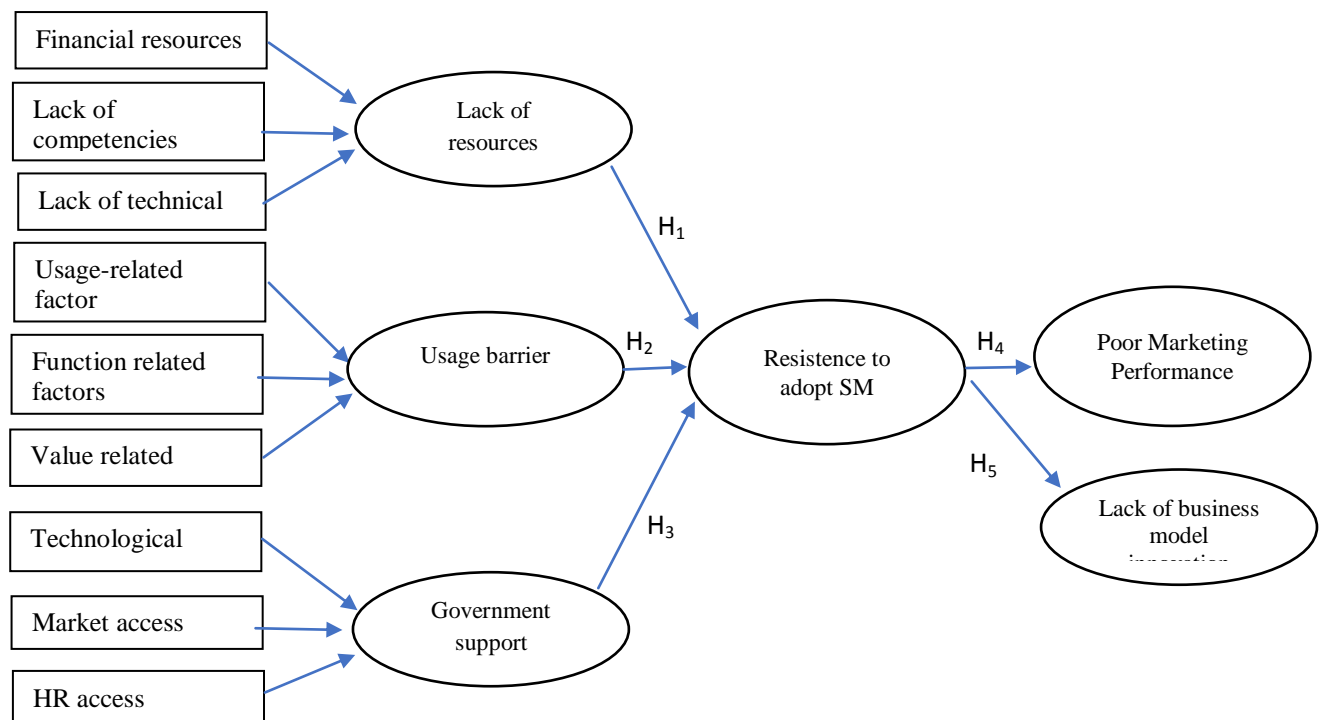 Financial resources
Lack of
competencies
Lack of technical
Usage-related
factor
Function related
factors
Value related
Technological
Market access
HR access
Lack of
resources
Usage barrier
Government
support
H₁
H₂
H₃
Resistence to
adopt SM
H₄
H₅
Poor Marketing
Performance
Lack of business
model